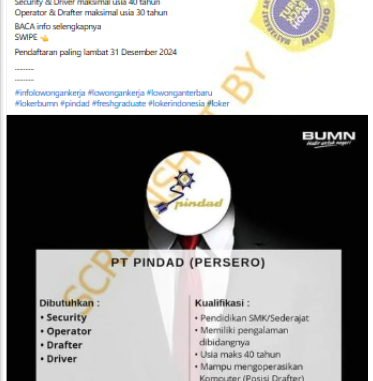 Security & Driver maksimal usia 40 tahun
Operator & Drafter maksimal usia 30 tahun
BACA info selengkapnya
SWIPE 👈
Pendaftaran paling lambat 31 Desember 2024
..........
..........
#infolowongankerja #lowongankerja #lowonganterbaru
#lokerbumn #pindad #freshgraduate #lokerindonesia #loker
TURN BACK HOAX
MAFINDO
SCREENSHOT BY
BUMN
Hadir untuk negeri
pindad
PT PINDAD (PERSERO)
Dibutuhkan :
• Security
• Operator
• Drafter
• Driver
Kualifikasi :
• Pendidikan SMK/Sederajat
• Memiliki pengalaman
dibidangnya
• Usia maks 40 tahun
• Mampu mengoperasikan
Komputer (Posisi Drafter)